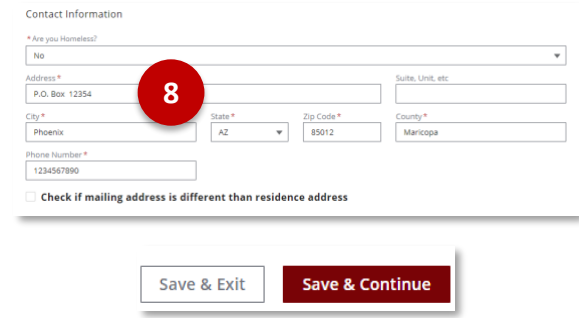 Contact Information
* Are you Homeless?
No
Address * Suite, Unit, etc
P.O. Box 12354
8
City * State * Zip Code * County *
Phoenix AZ 85012 Maricopa
Phone Number *
1234567890
Check if mailing address is different than residence address
Save & Exit Save & Continue